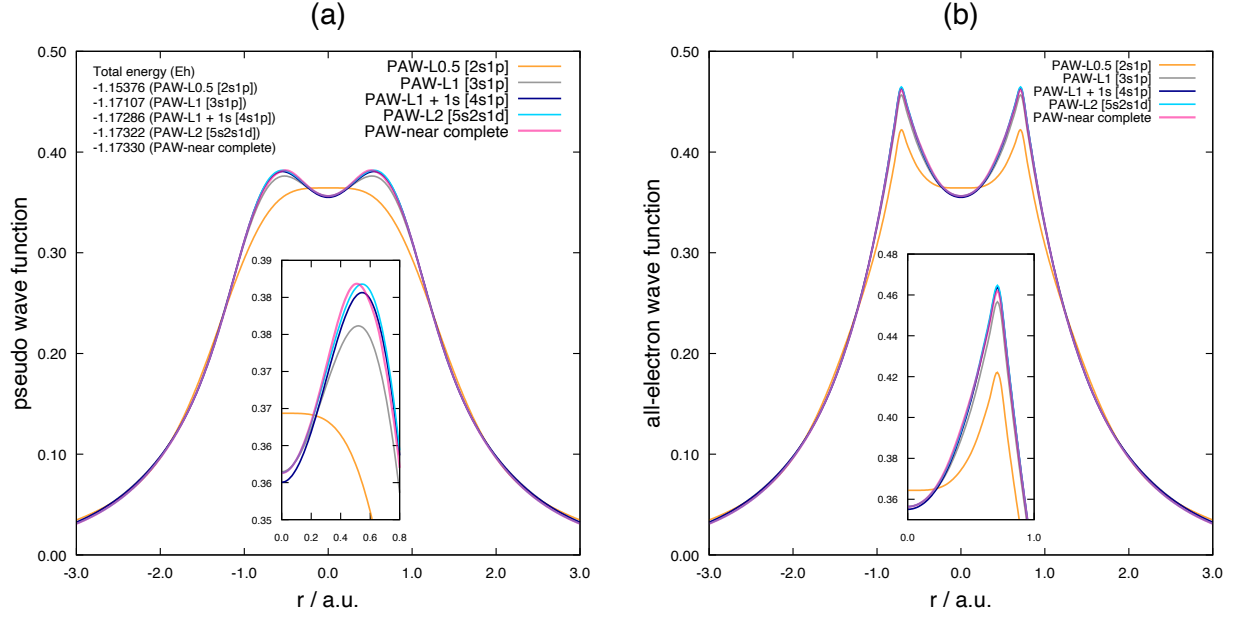 (a)
pseudo wave function
0.50
0.40
0.30
0.20
0.10
0.00
Total energy (Eh)
-1.15376 (PAW-L0.5 [2s1p])
-1.17107 (PAW-L1 [3s1p])
-1.17286 (PAW-L1 + 1s [4s1p])
-1.17322 (PAW-L2 [5s2s1d])
-1.17330 (PAW-near complete)
PAW-L0.5 [2s1p]
PAW-L1 [3s1p]
PAW-L1 + 1s [4s1p]
PAW-L2 [5s2s1d]
PAW-near complete
0.39
0.38
0.38
0.37
0.37
0.36
0.36
0.35
0.0 0.2 0.4 0.5 0.6 0.8
-3.0 -2.0 -1.0 0.0 1.0 2.0 3.0
r / a.u.
(b)
all-electron wave function
0.50
0.40
0.30
0.20
0.10
0.00
PAW-L0.5 [2s1p]
PAW-L1 [3s1p]
PAW-L1 + 1s [4s1p]
PAW-L2 [5s2s1d]
PAW-near complete
0.48
0.46
0.44
0.42
0.40
0.38
0.36
0.0 1.0
-3.0 -2.0 -1.0 0.0 1.0 2.0 3.0
r / a.u.